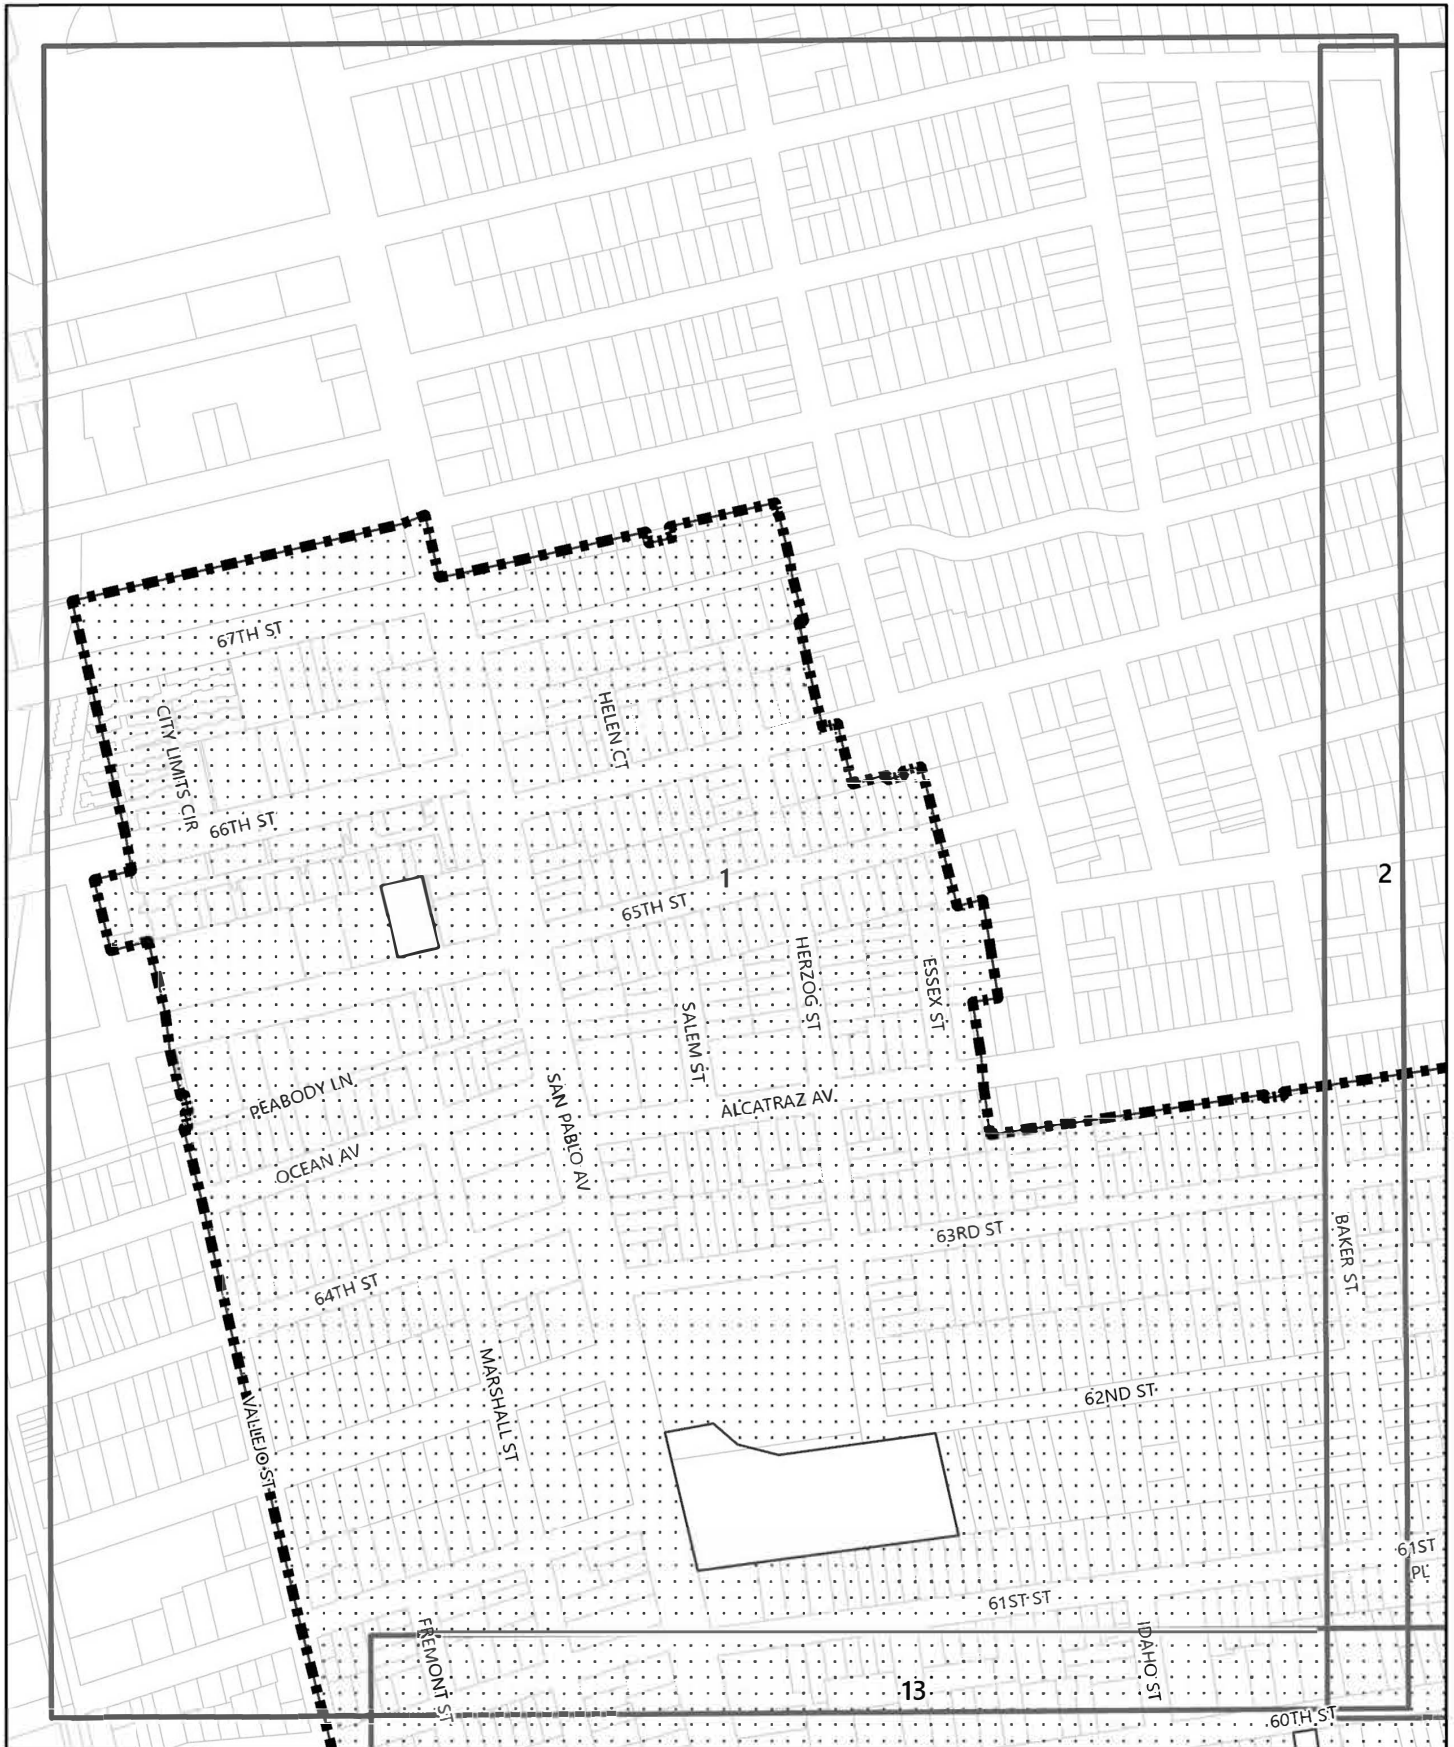 67TH ST
CITY LIMITS CIR
HELEN CT
66TH ST
1
2
65TH ST
HERZOG ST
ESSEX ST
SALEM ST
PEABODY LN
SAN PABLO AV
ALCATRAZ AV
OCEAN AV
63RD ST
BAKER ST
64TH ST
MARSHALL ST
62ND ST
VALLEJO ST
61ST
PL
61ST ST
FREMONT ST
IDAHO ST
13
60TH ST